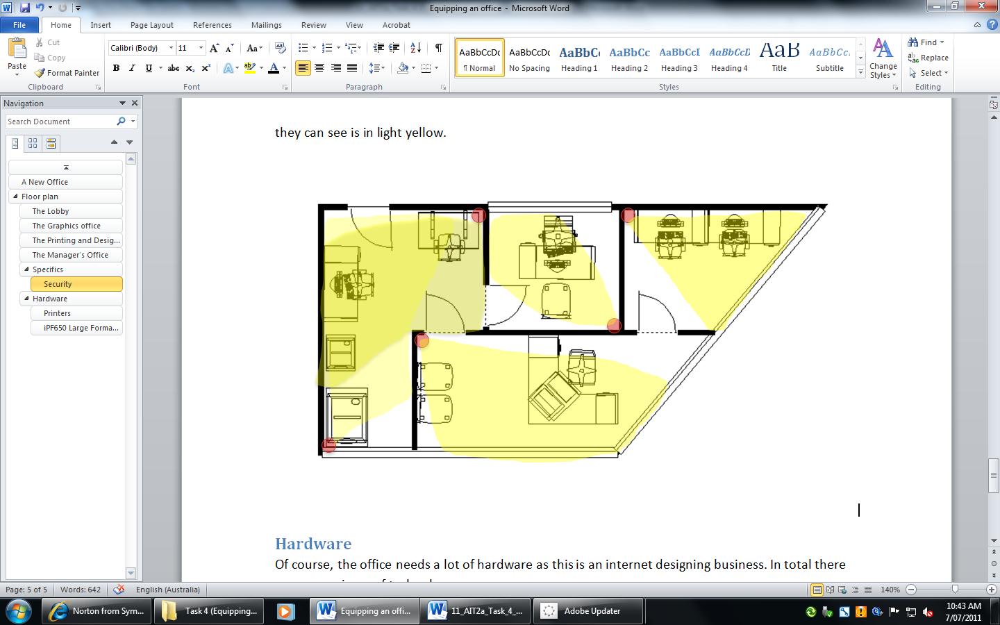 Equipping an office - Microsoft Word
File Home Insert Page Layout References Mailings Review View Acrobat
Paste
Cut
Copy
Format Painter
Clipboard
Calibri (Body) 11
Font
Paragraph
AaBbCcDc AaBbCcDc AaBbCc AaBbCc AaBbCcI AaBbCcD AaB AaBbCc.
¶ Normal No Spacing Heading 1 Heading 2 Heading 3 Heading 4 Title Subtitle
Styles
Change Styles
Find
Replace
Select
Editing
Navigation
Search Document
A New Office
Floor plan
The Lobby
The Graphics office
The Printing and Desig...
The Manager's Office
Specifics
Security
Hardware
Printers
iPF650 Large Forma...
they can see is in light yellow.
Hardware
Of course, the office needs a lot of hardware as this is an internet designing business. In total there
Page: 5 of 5 Words: 642 English (Australia) 140%
Norton from Sym... Task 4 (Equipping... Equipping an offi... 11_AIT2a_Task_4_... Adobe Updater
10:43 AM
7/07/2011